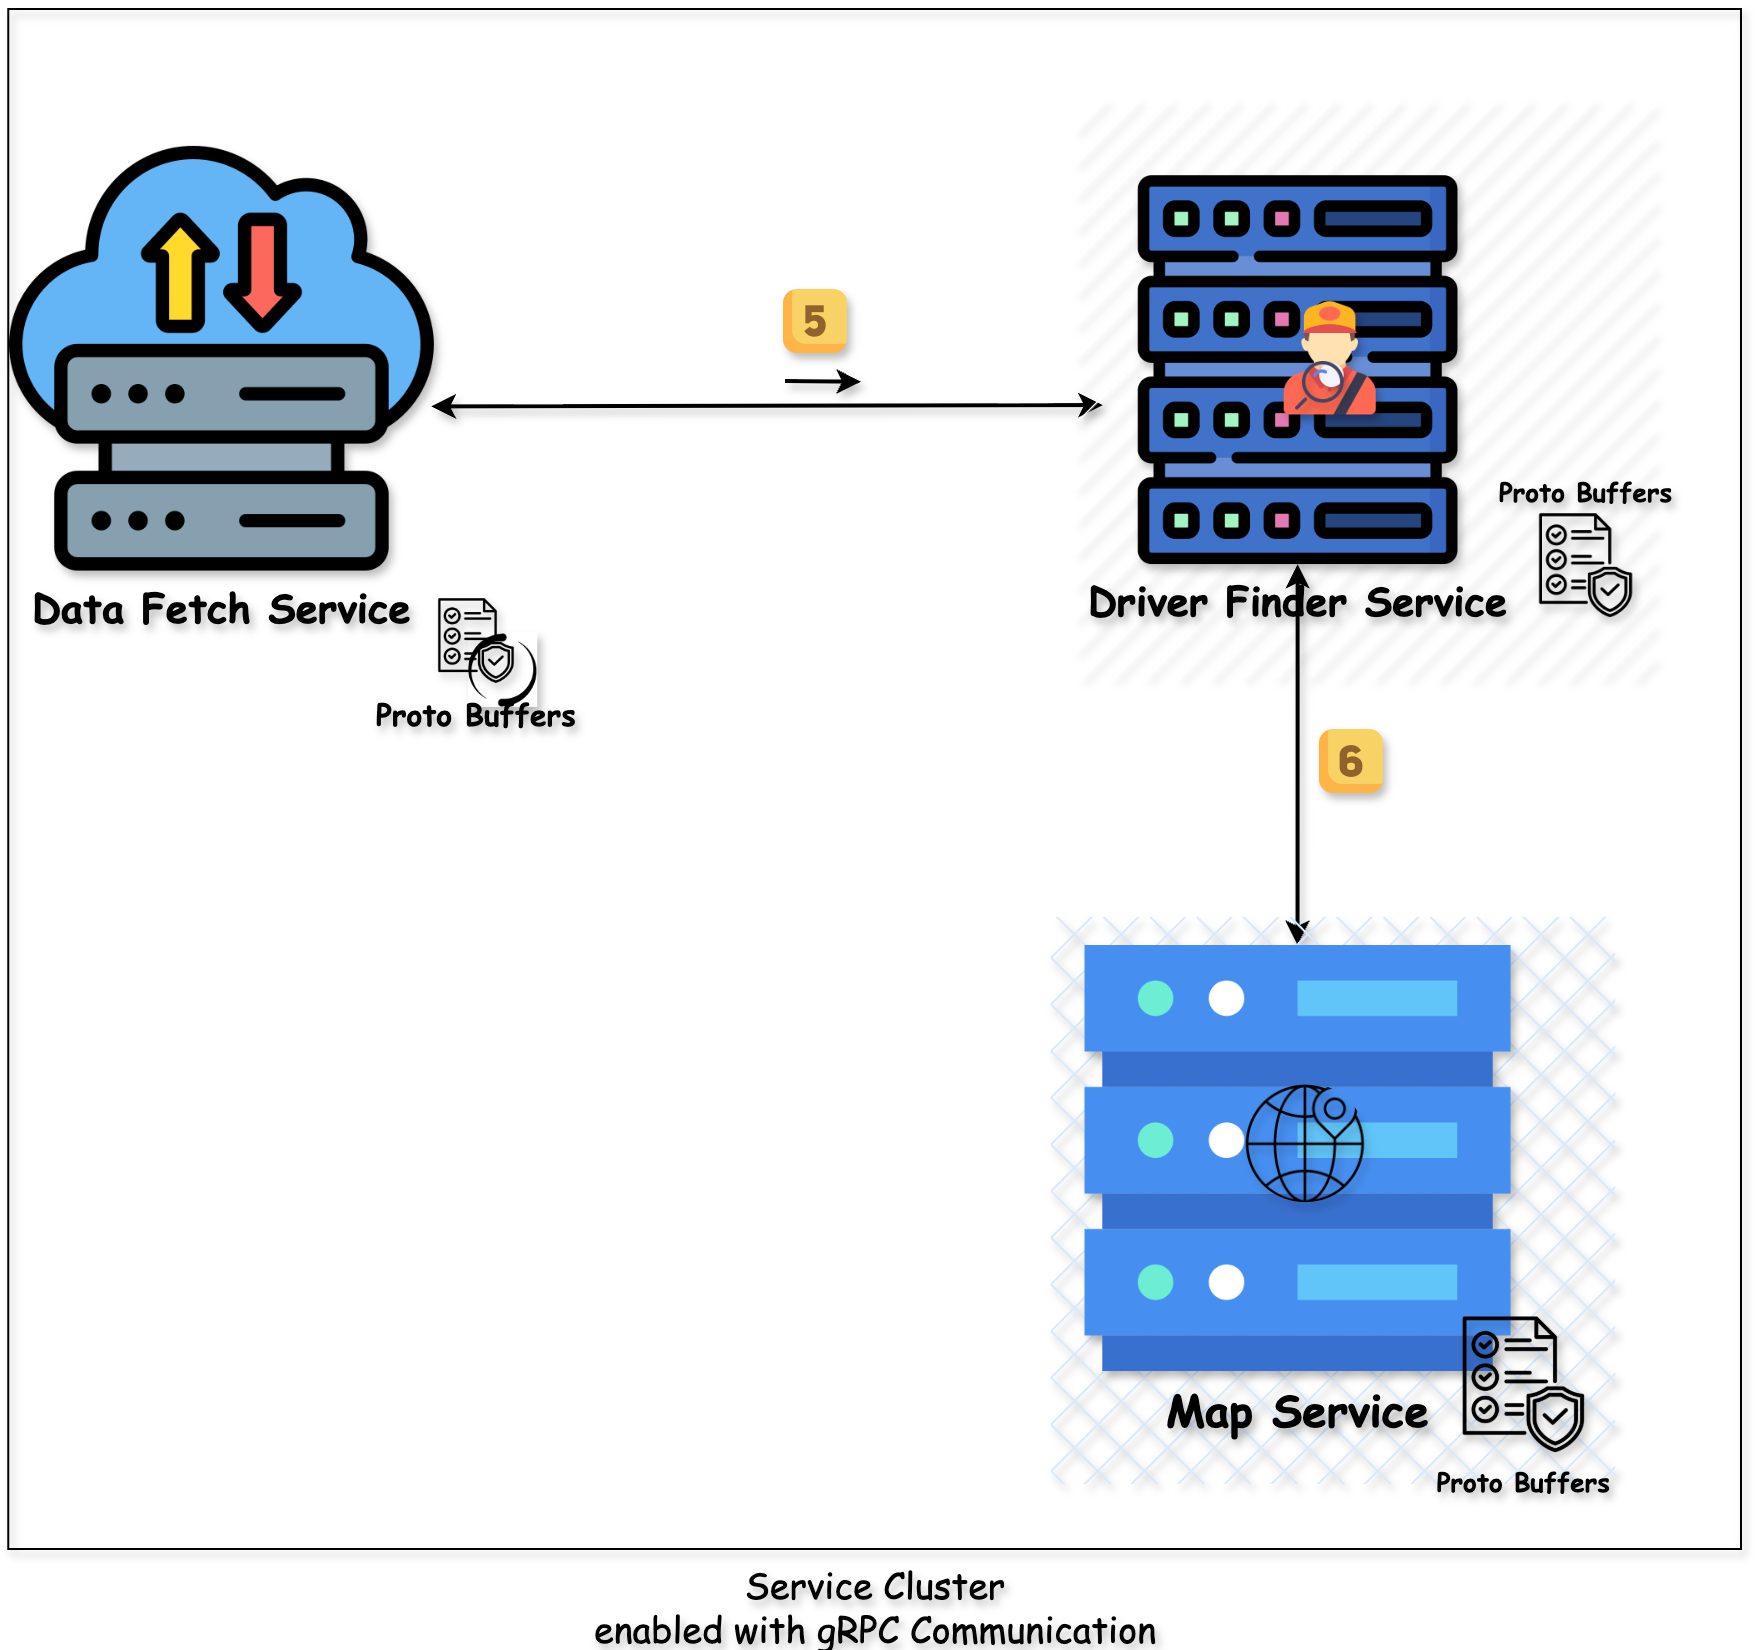 5
Proto Buffers
Data Fetch Service
Driver Finder Service
Proto Buffers
6
Map Service
Proto Buffers
Service Cluster
enabled with gRPC Communication